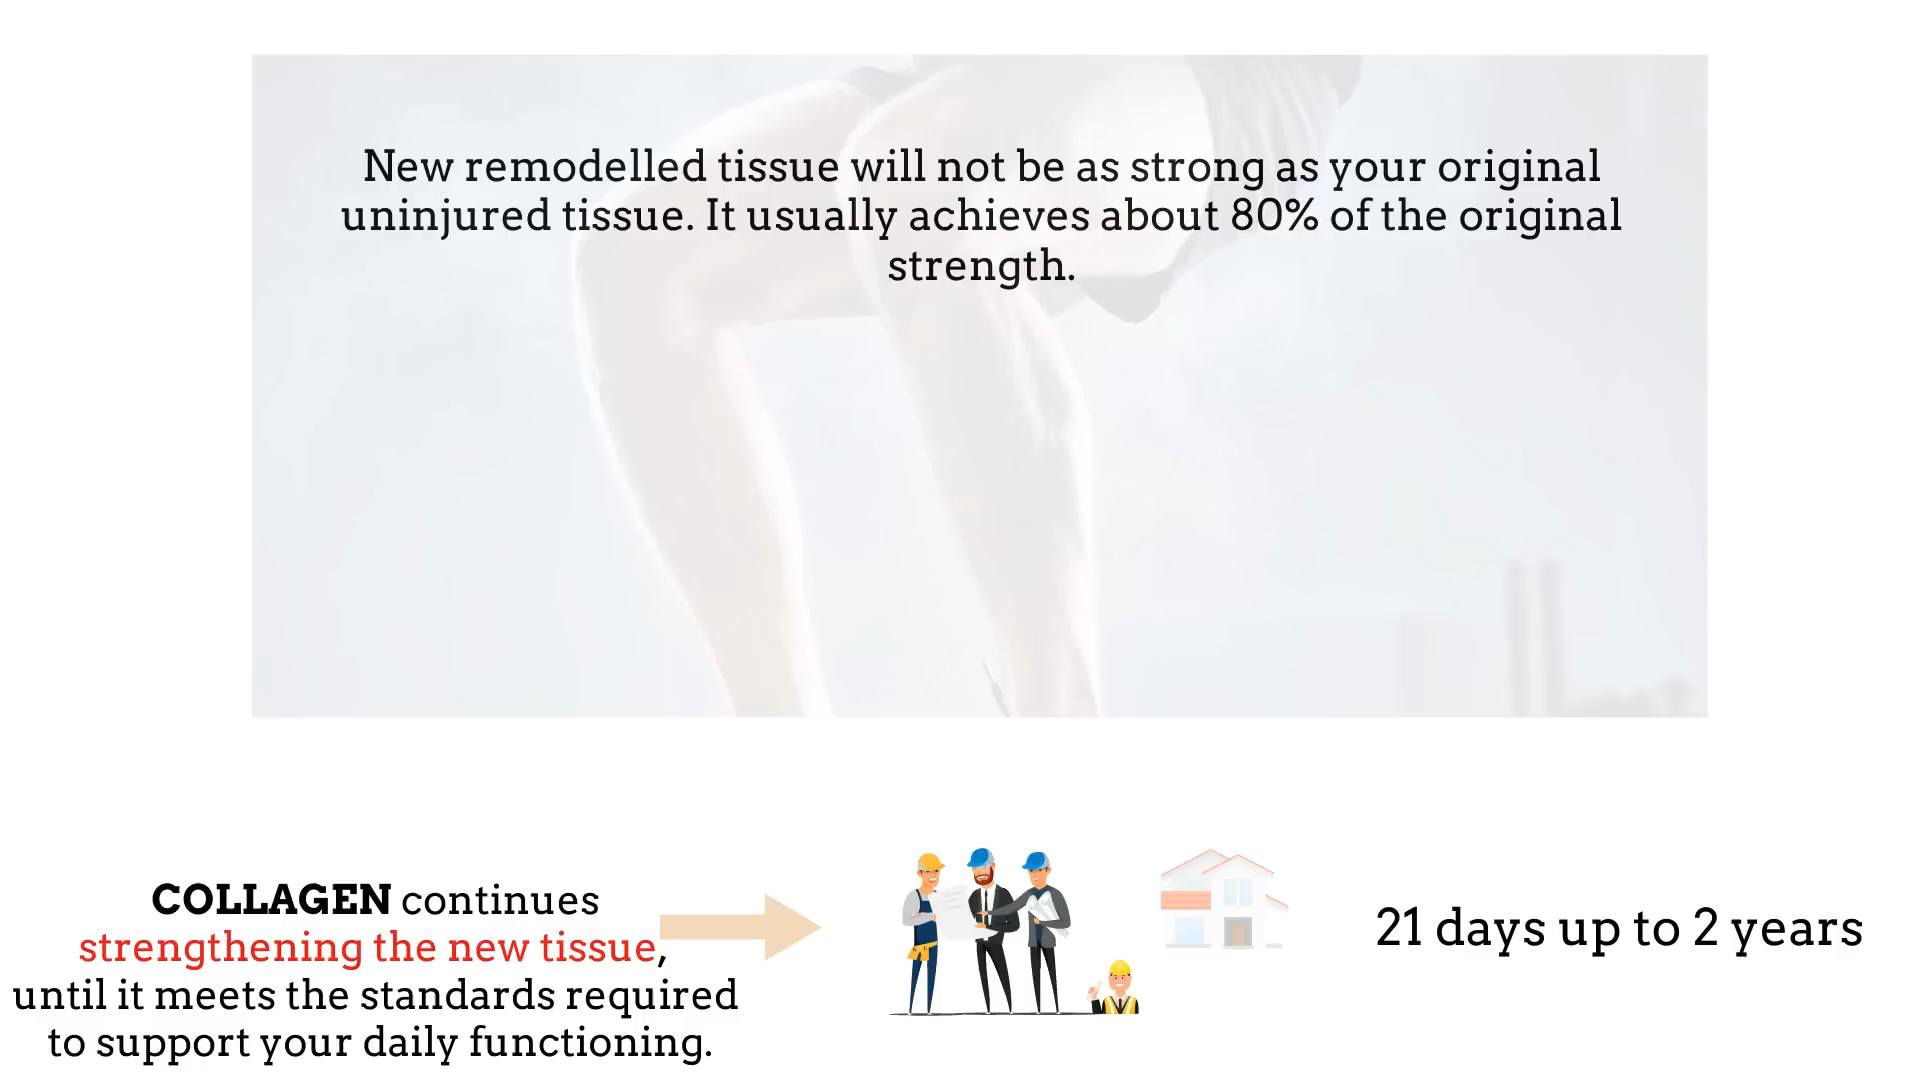 New remodelled tissue will not be as strong as your original
uninjured tissue. It usually achieves about 80% of the original
strength.
COLLAGEN continues
strengthening the new tissue,
until it meets the standards required
to support your daily functioning.
21 days up to 2 years